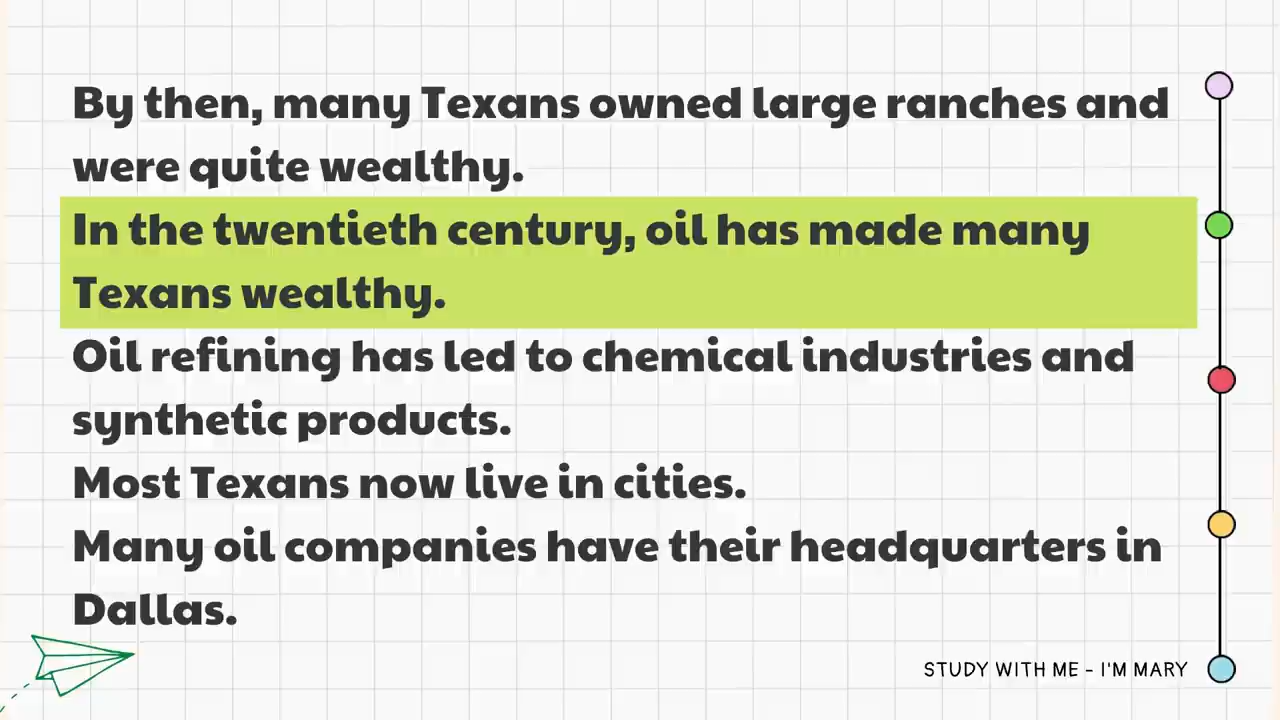 By then, many Texans owned large ranches and
were quite wealthy.
In the twentieth century, oil has made many
Texans wealthy.
Oil refining has led to chemical industries and
synthetic products.
Most Texans now live in cities.
Many oil companies have their headquarters in
Dallas.
STUDY WITH ME - I'M MARY